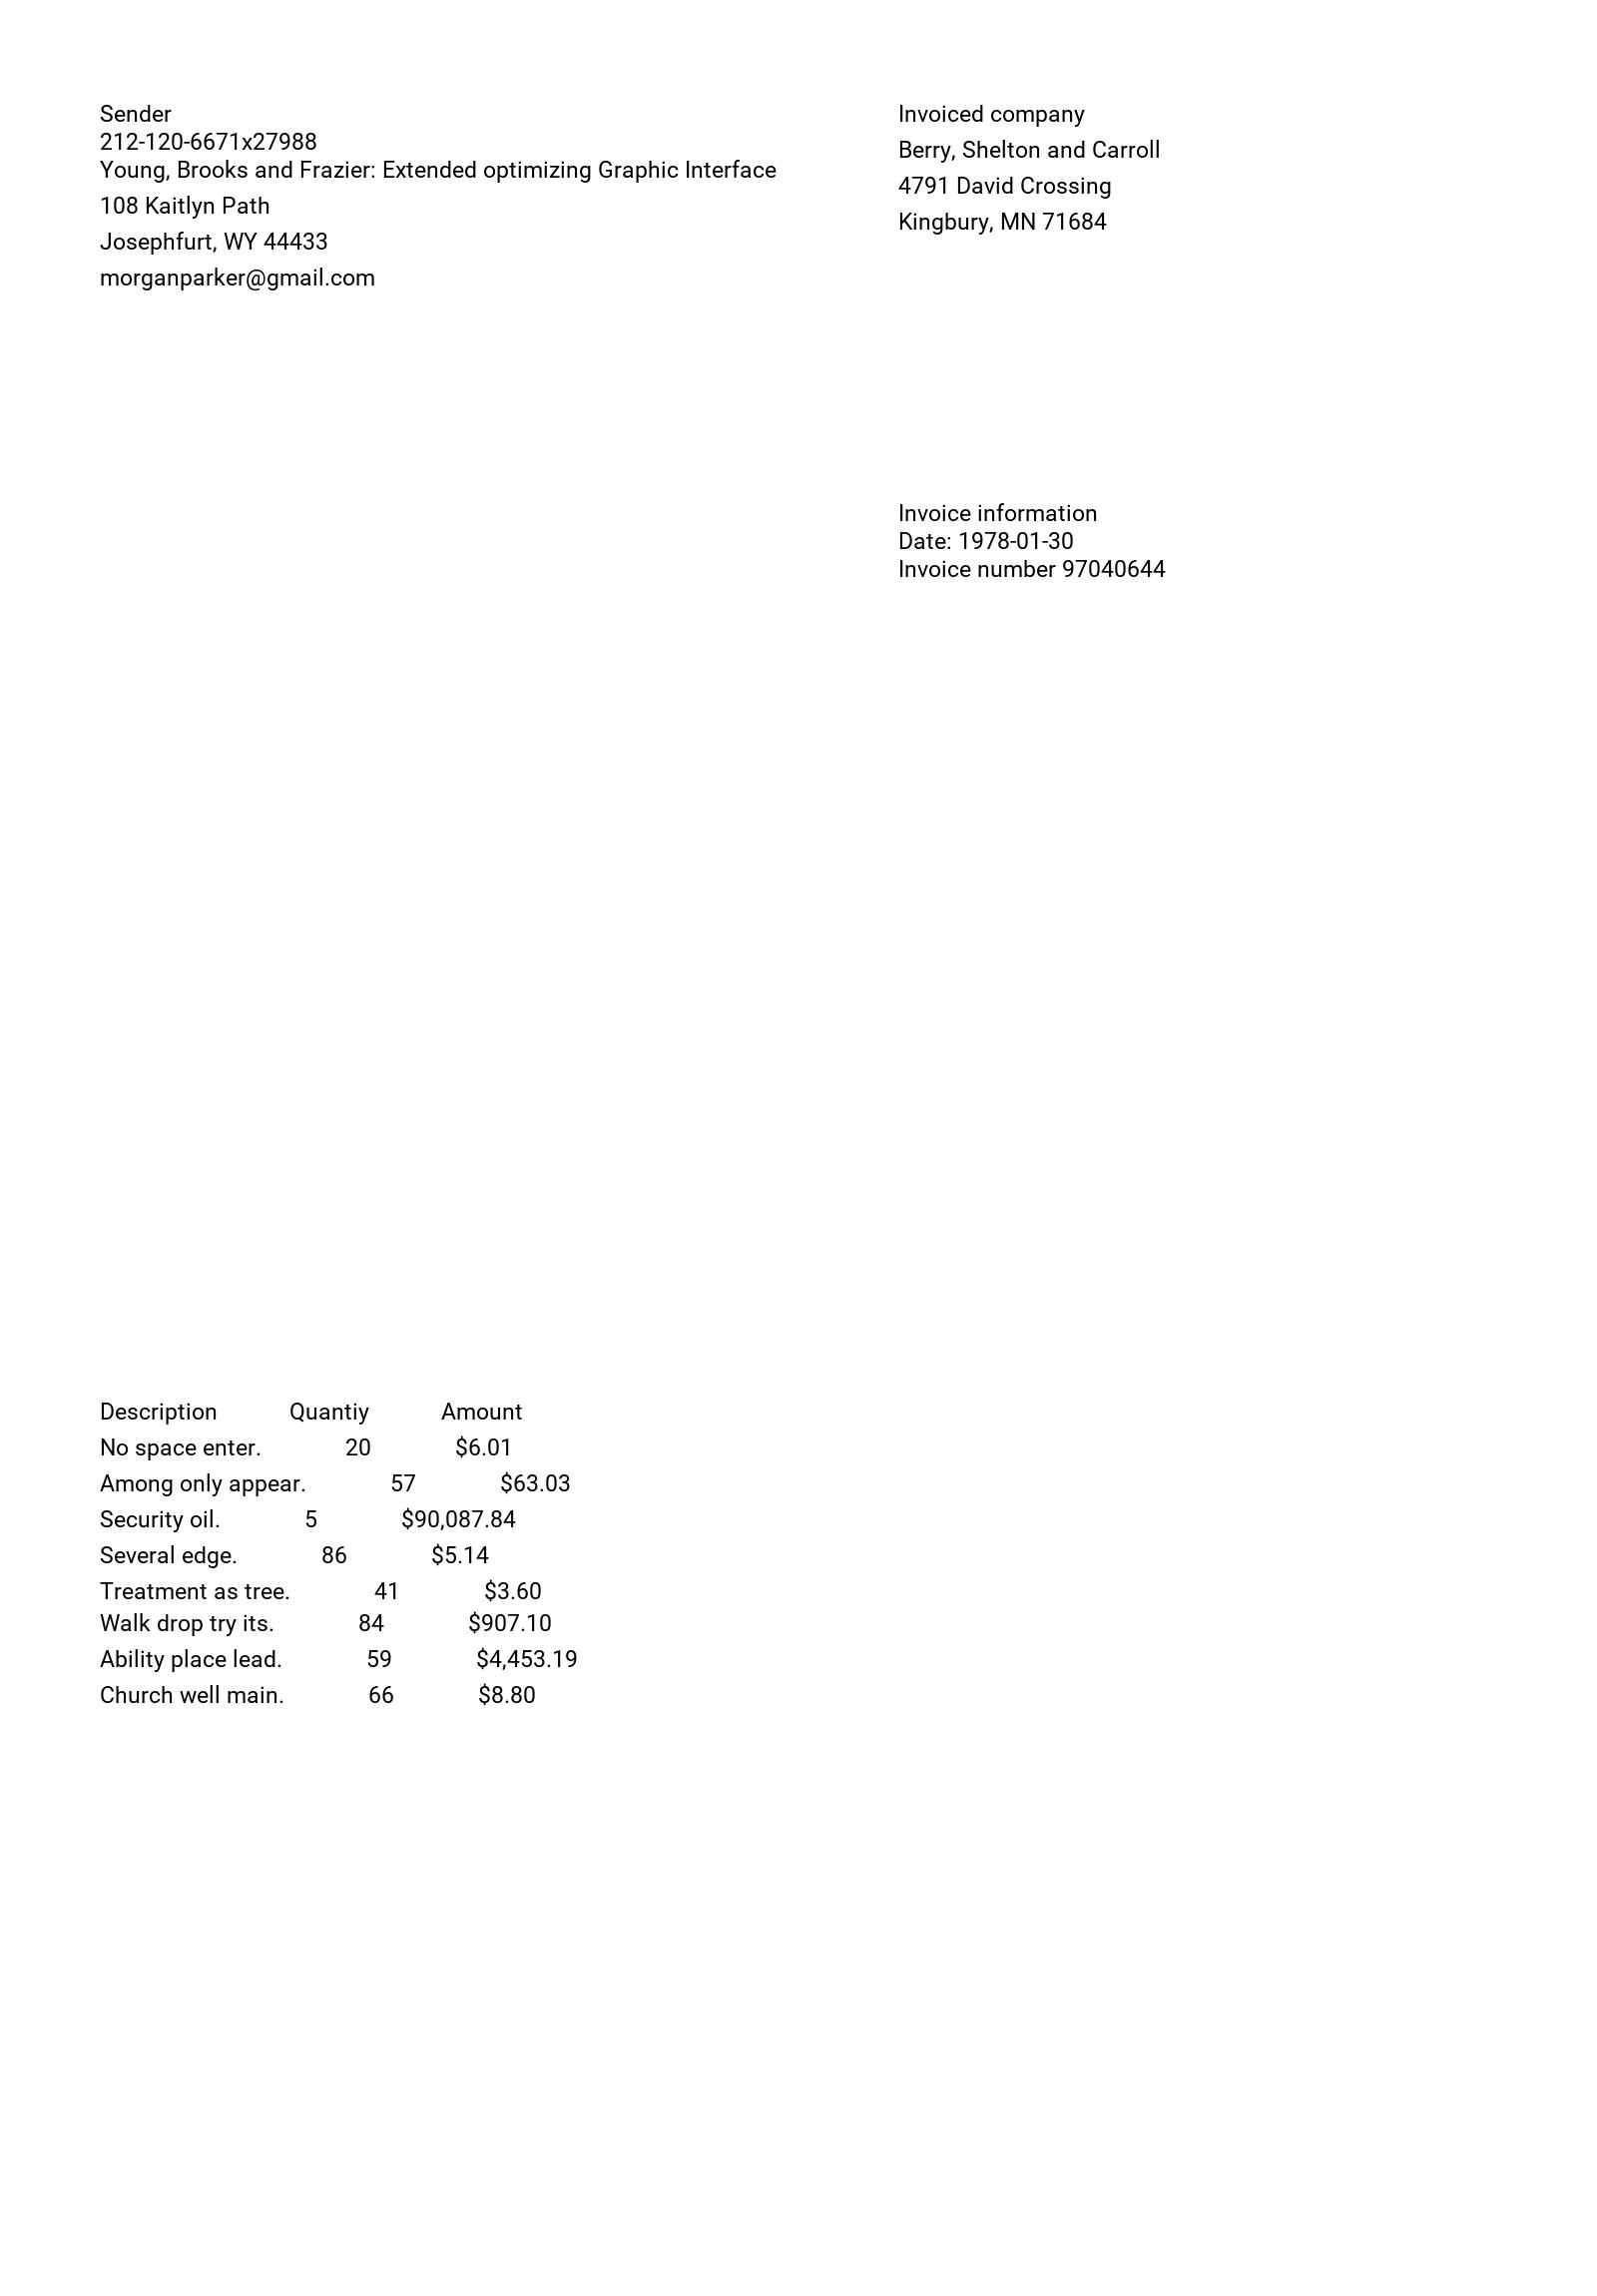 Sender
212-120-6671x27988
Young, Brooks and Frazier: Extended optimizing Graphic Interface
108 Kaitlyn Path
Josephfurt, WY 44433
morganparker@gmail.com
Invoiced company
Berry, Shelton and Carroll
4791 David Crossing
Kingbury, MN 71684
Invoice information
Date: 1978-01-30
Invoice number 97040644
Description Quantiy Amount
No space enter. 20 $6.01
Among only appear. 57 $63.03
Security oil. 5 $90,087.84
Several edge. 86 $5.14
Treatment as tree. 41 $3.60
Walk drop try its. 84 $907.10
Ability place lead. 59 $4,453.19
Church well main. 66 $8.80